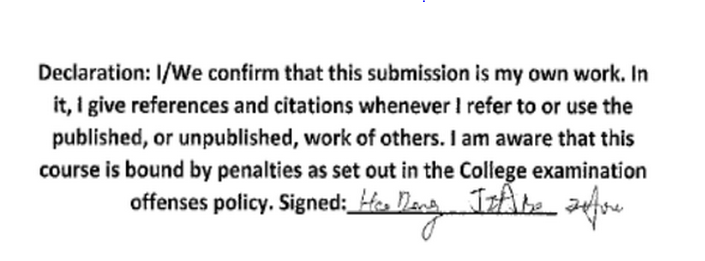 Declaration: I/We confirm that this submission is my own work. In
it, I give references and citations whenever I refer to or use the
published, or unpublished, work of others. I am aware that this
course is bound by penalties as set out in the College examination
offenses policy. Signed: